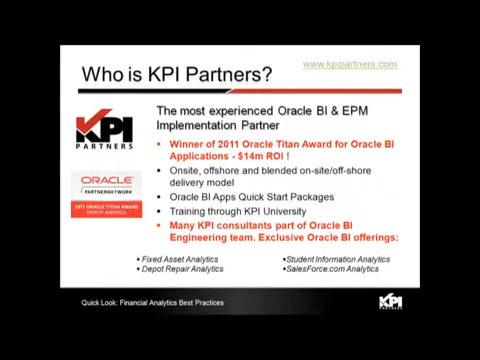 www.kpipartners.com
Who is KPI Partners?
KPI
PARTNERS
The most experienced Oracle BI & EPM
Implementation Partner
• Winner of 2011 Oracle Titan Award for Oracle BI
Applications - $14m ROI !
• Onsite, offshore and blended on-site/off-shore
delivery model
• Oracle BI Apps Quick Start Packages
• Training through KPI University
• Many KPI consultants part of Oracle BI
Engineering team. Exclusive Oracle BI offerings:
ORACLE
PARTNERNETWORK
2011 ORACLE TITAN AWARD
NORTH AMERICA
• Fixed Asset Analytics
• Depot Repair Analytics
• Student Information Analytics
• SalesForce.com Analytics
Quick Look: Financial Analytics Best Practices
KPI
PARTNERS